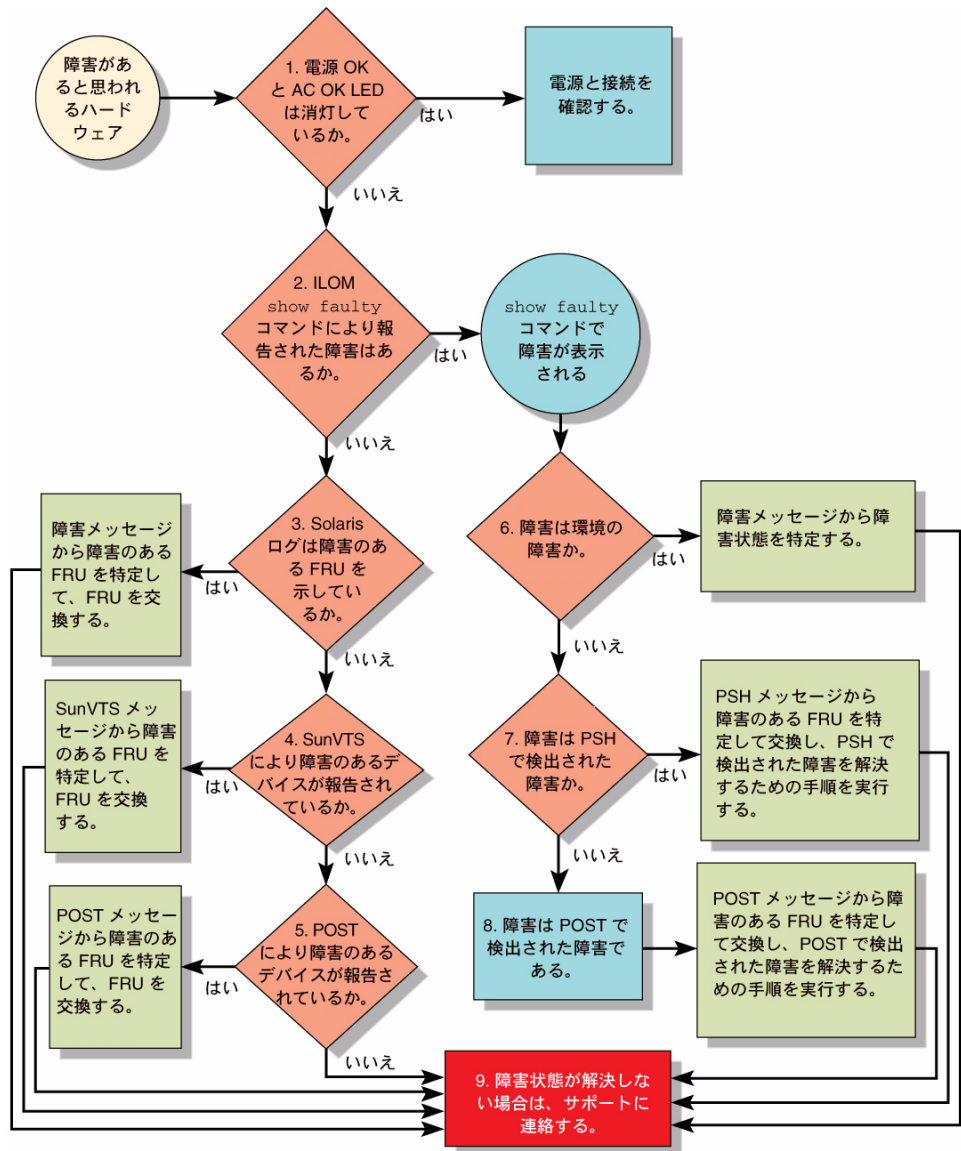 障害があ
ると思われ
るハード
ウェア
1. 電源 OK
と AC OK LED
は消灯して
いるか。
はい
電源と接続を
確認する。
いいえ
2. ILOM
show faulty
コマンドにより報
告された障害はあ
るか。
はい
show faulty
コマンドで
障害が表示
される
いいえ
3. Solaris
ログは障害のあ
る FRU を
示してい
るか。
はい
障害メッセージ
から障害のある
FRU を特定し
て、FRU を交
換する。
いいえ
4. SunVTS
により障害のあるデ
バイスが報告され
ているか。
はい
SunVTS メッ
セージから障害
のある FRU を
特定して、
FRU を交換
する。
いいえ
5. POST
により障害のある
デバイスが報告さ
れているか。
はい
POST メッセー
ジから障害のあ
る FRU を特定
して、FRU を
交換する。
いいえ
6. 障害は環境の
障害か。
はい
障害メッセージから障
害状態を特定する。
いいえ
7. 障害は PSH
で検出された
障害か。
はい
PSH メッセージから
障害のある FRU を特
定して交換し、PSH で
検出された障害を解決
するための手順を実行
する。
いいえ
8. 障害は POST で
検出された障害で
ある。
POST メッセージから障
害のある FRU を特定し
て交換し、POST で検出
された障害を解決するた
めの手順を実行する。
9. 障害状態が解決しな
い場合は、サポートに
連絡する。